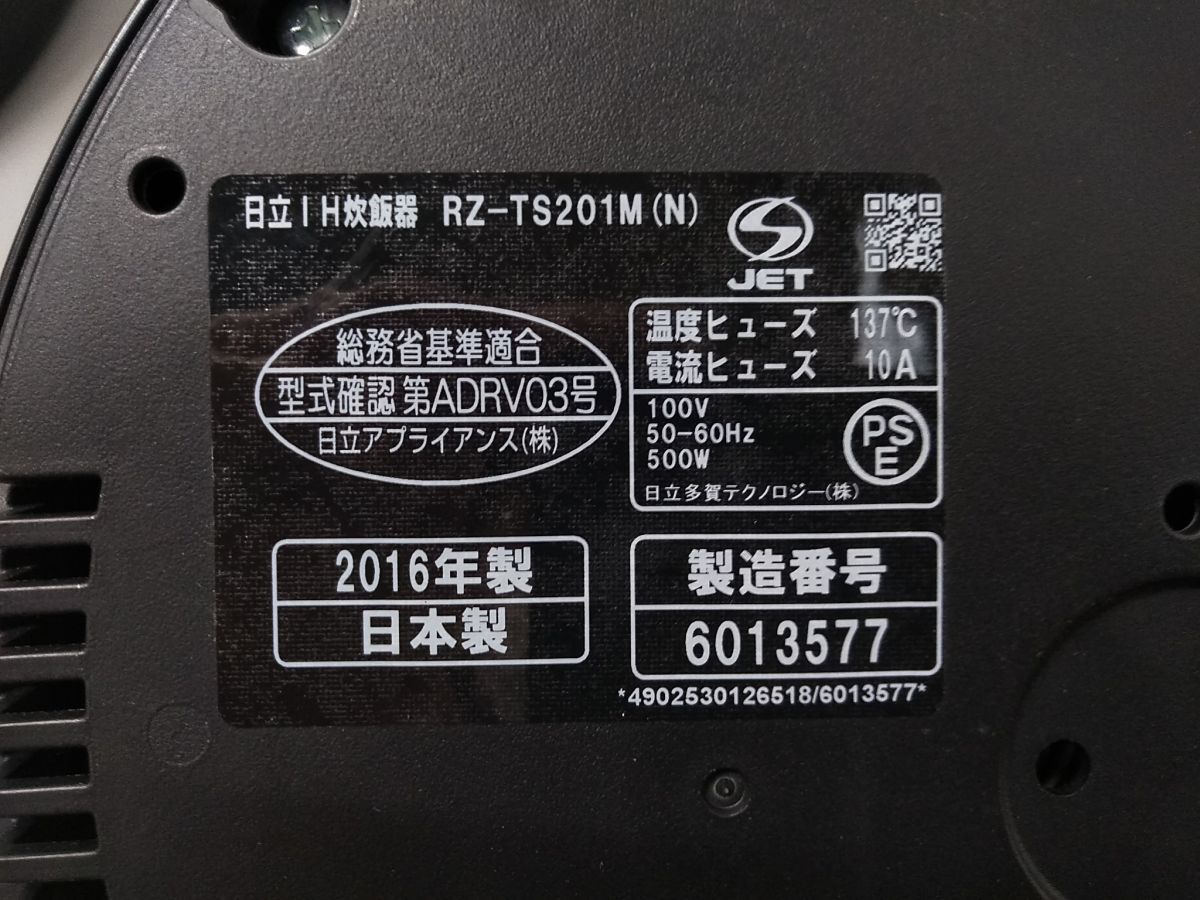 日立IH炊飯器 RZ-TS201M(N)
JET
総務省基準適合
型式確認 第ADRV03号
日立アプライアンス(株)
温度ヒューズ 137℃
電流ヒューズ 10A
100V
50-60Hz
500W
PS
E
日立多賀テクノロジー(株)
2016年製
日本製
製造番号
6013577
*4902530126518/6013577*